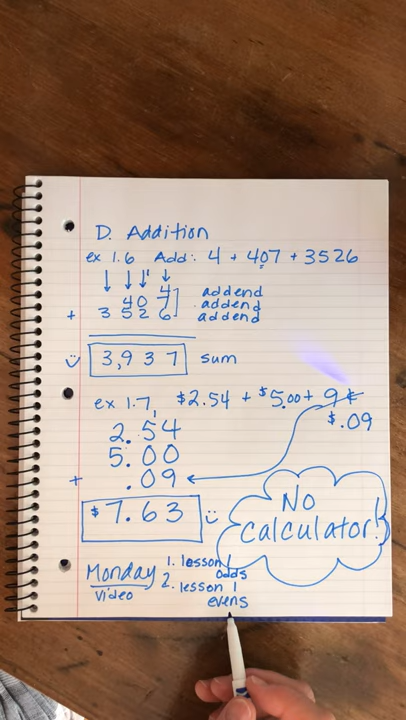 D. Addition
ex 1.6 Add: 4 + 407 + 3526
1
4 addend
407 addend
+ 3526 addend
3,937 sum
ex 1.7, $2.54 + $5.00 + 9¢
$.09
1
2.54
5.00
+ .09
$7.63
No
calculator!
Monday 1. lesson 1
odds
video 2. lesson 1
evens